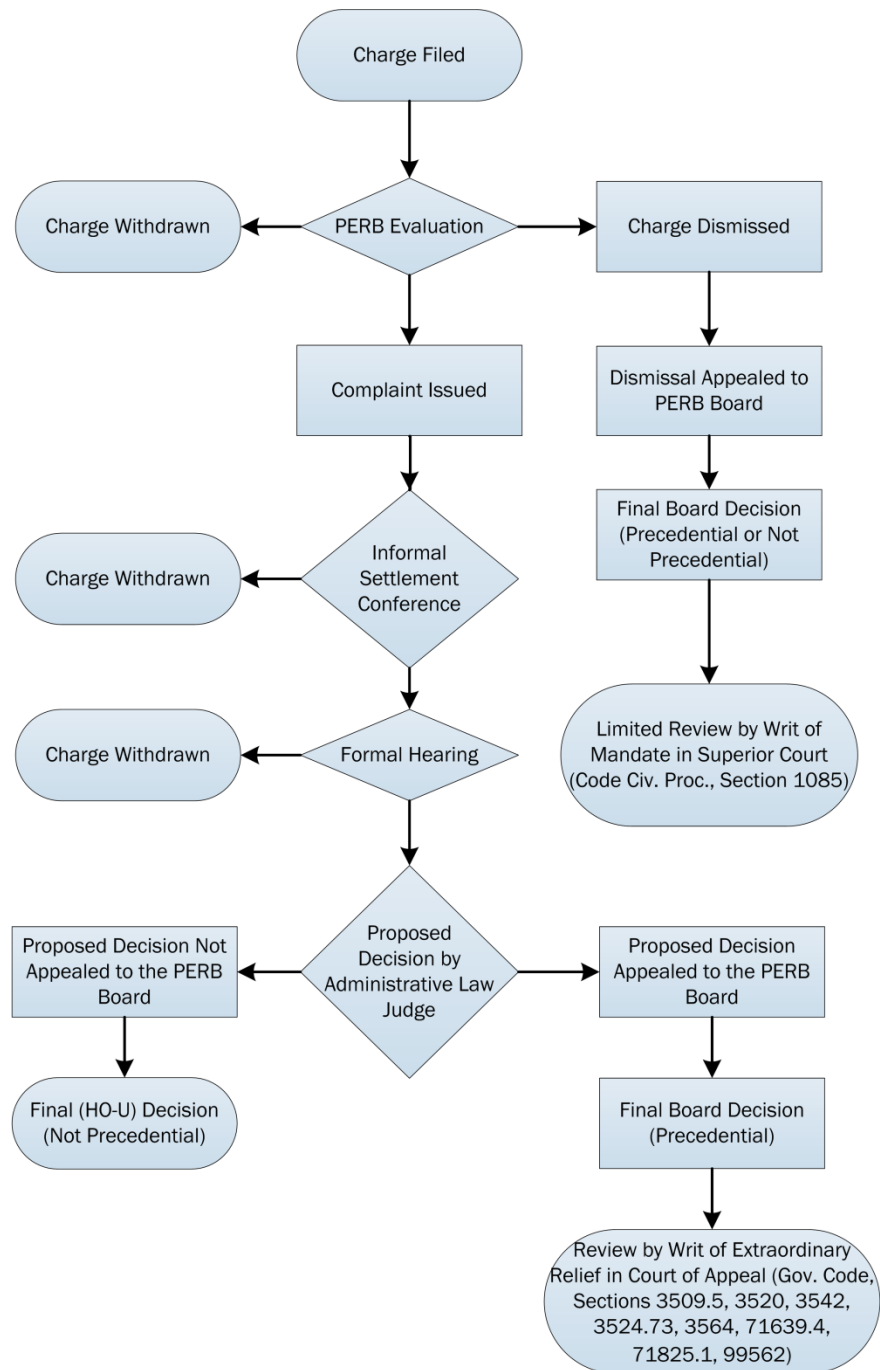 Charge Filed
Charge Withdrawn
PERB Evaluation
Charge Dismissed
Complaint Issued
Dismissal Appealed to
PERB Board
Informal
Settlement
Conference
Charge Withdrawn
Final Board Decision
(Precedential or Not
Precedential)
Charge Withdrawn
Formal Hearing
Limited Review by Writ of
Mandate in Superior Court
(Code Civ. Proc., Section 1085)
Proposed Decision Not
Appealed to the PERB
Board
Proposed
Decision by
Administrative Law
Judge
Proposed Decision
Appealed to the PERB
Board
Final (HO-U) Decision
(Not Precedential)
Final Board Decision
(Precedential)
Review by Writ of Extraordinary
Relief in Court of Appeal (Gov. Code,
Sections 3509.5, 3520, 3542,
3524.73, 3564, 71639.4,
71825.1, 99562)